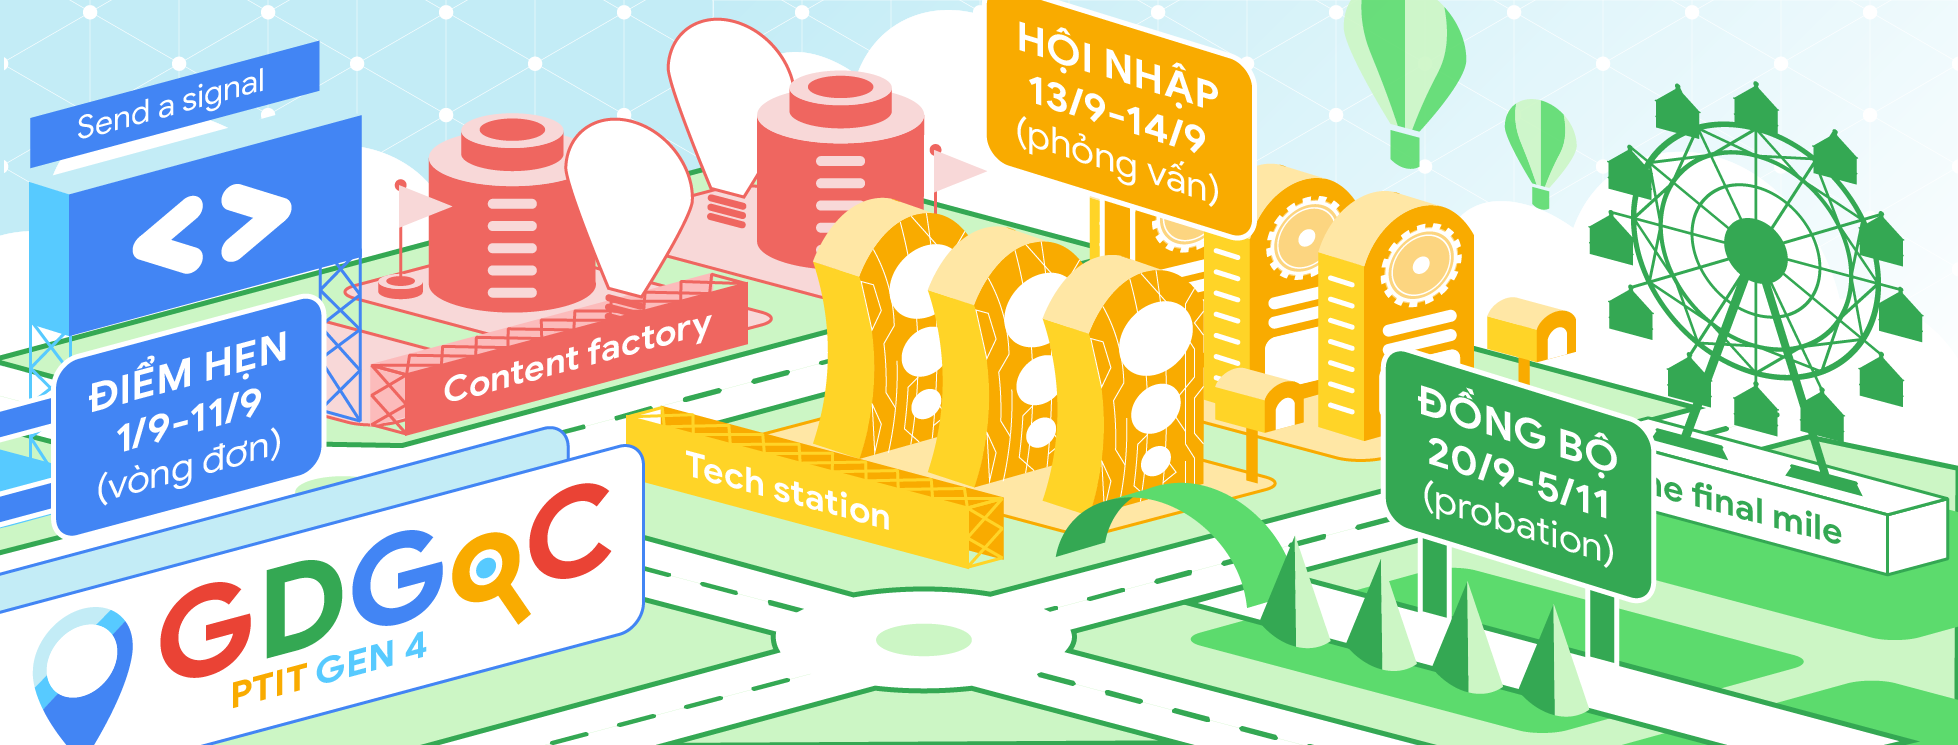 Send a signal
ĐIỂM HẸN
1/9-11/9
(vòng đơn)
GDGoC
PTIT GEN 4
Content factory
Tech station
HỘI NHẬP
13/9-14/9
(phỏng vấn)
ĐỒNG BỘ
20/9-5/11
(probation)
final mile